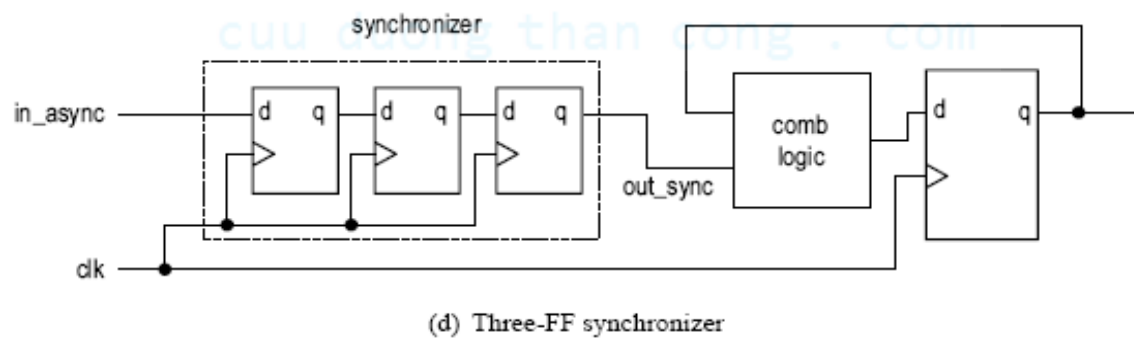 cuu duong than cong . com
synchronizer
in_async
d q
d q
d q
out_sync
comb
logic
d q
clk
(d) Three-FF synchronizer